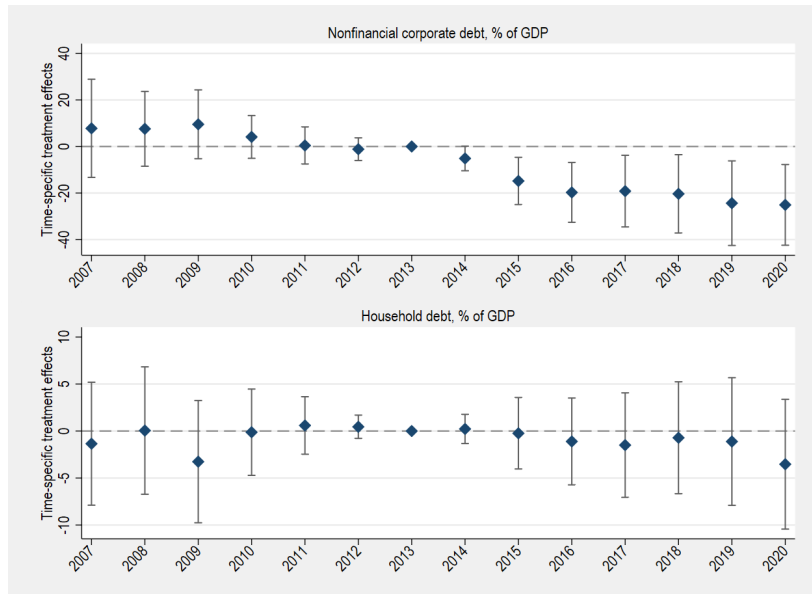 Nonfinancial corporate debt, % of GDP
Time-specific treatment effects
40
20
0
-20
-40
2007 2008 2009 2010 2011 2012 2013 2014 2015 2016 2017 2018 2019 2020
Household debt, % of GDP
Time-specific treatment effects
10
5
0
-5
-10
2007 2008 2009 2010 2011 2012 2013 2014 2015 2016 2017 2018 2019 2020